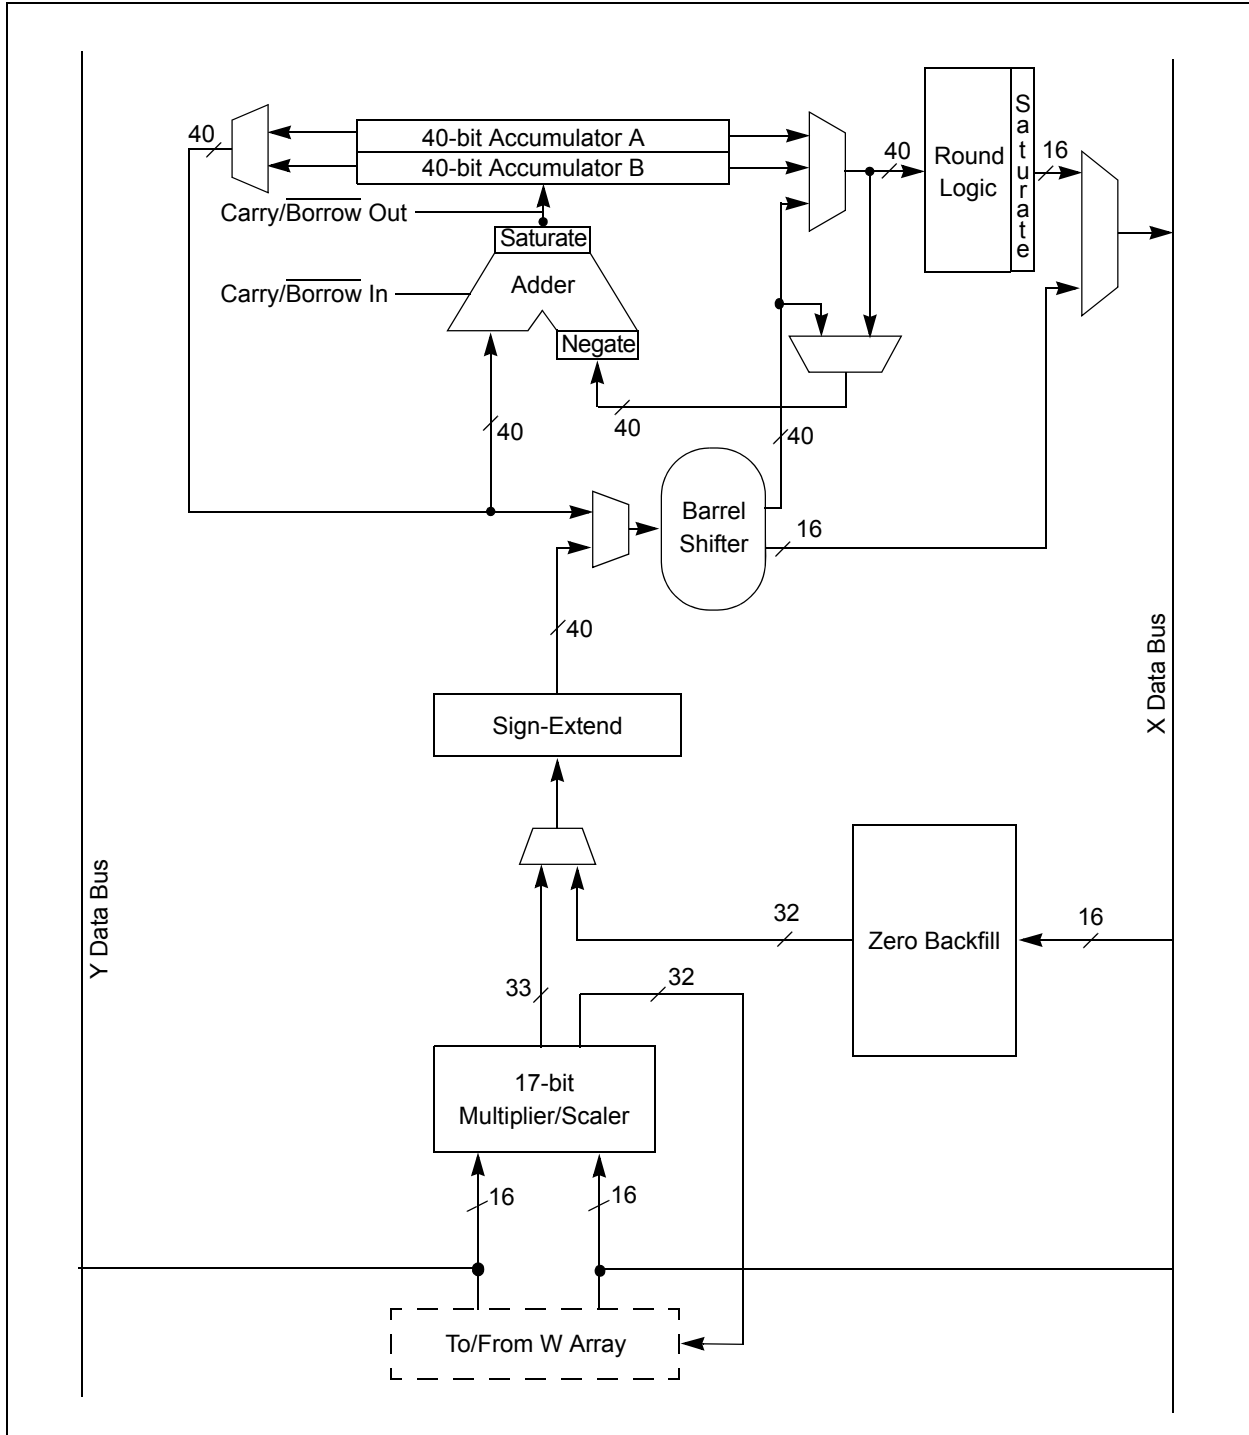 40
40-bit Accumulator A
40-bit Accumulator B
Carry/Borrow Out
Saturate
Carry/Borrow In
Adder
Negate
40
Round
Logic
Saturate
16
40
40
40
Barrel
Shifter
16
40
Sign-Extend
X Data Bus
Y Data Bus
33
32
32
Zero Backfill
16
17-bit
Multiplier/Scaler
16
16
To/From W Array